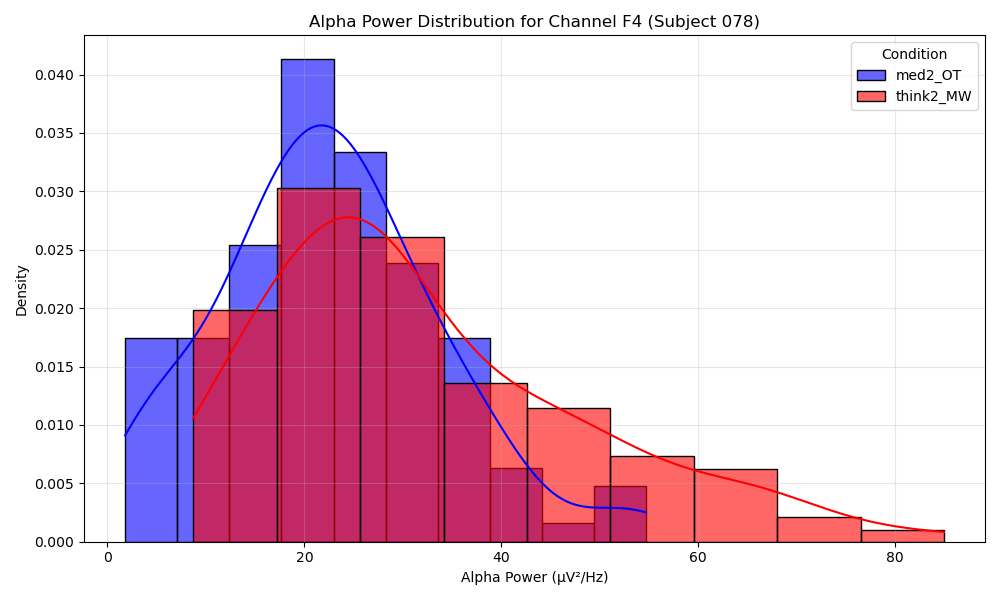 Alpha Power Distribution for Channel F4 (Subject 078)
Condition
med2_OT
think2_MW
Density
0.040
0.035
0.030
0.025
0.020
0.015
0.010
0.005
0.000
0 20 40 60 80
Alpha Power (μV²/Hz)